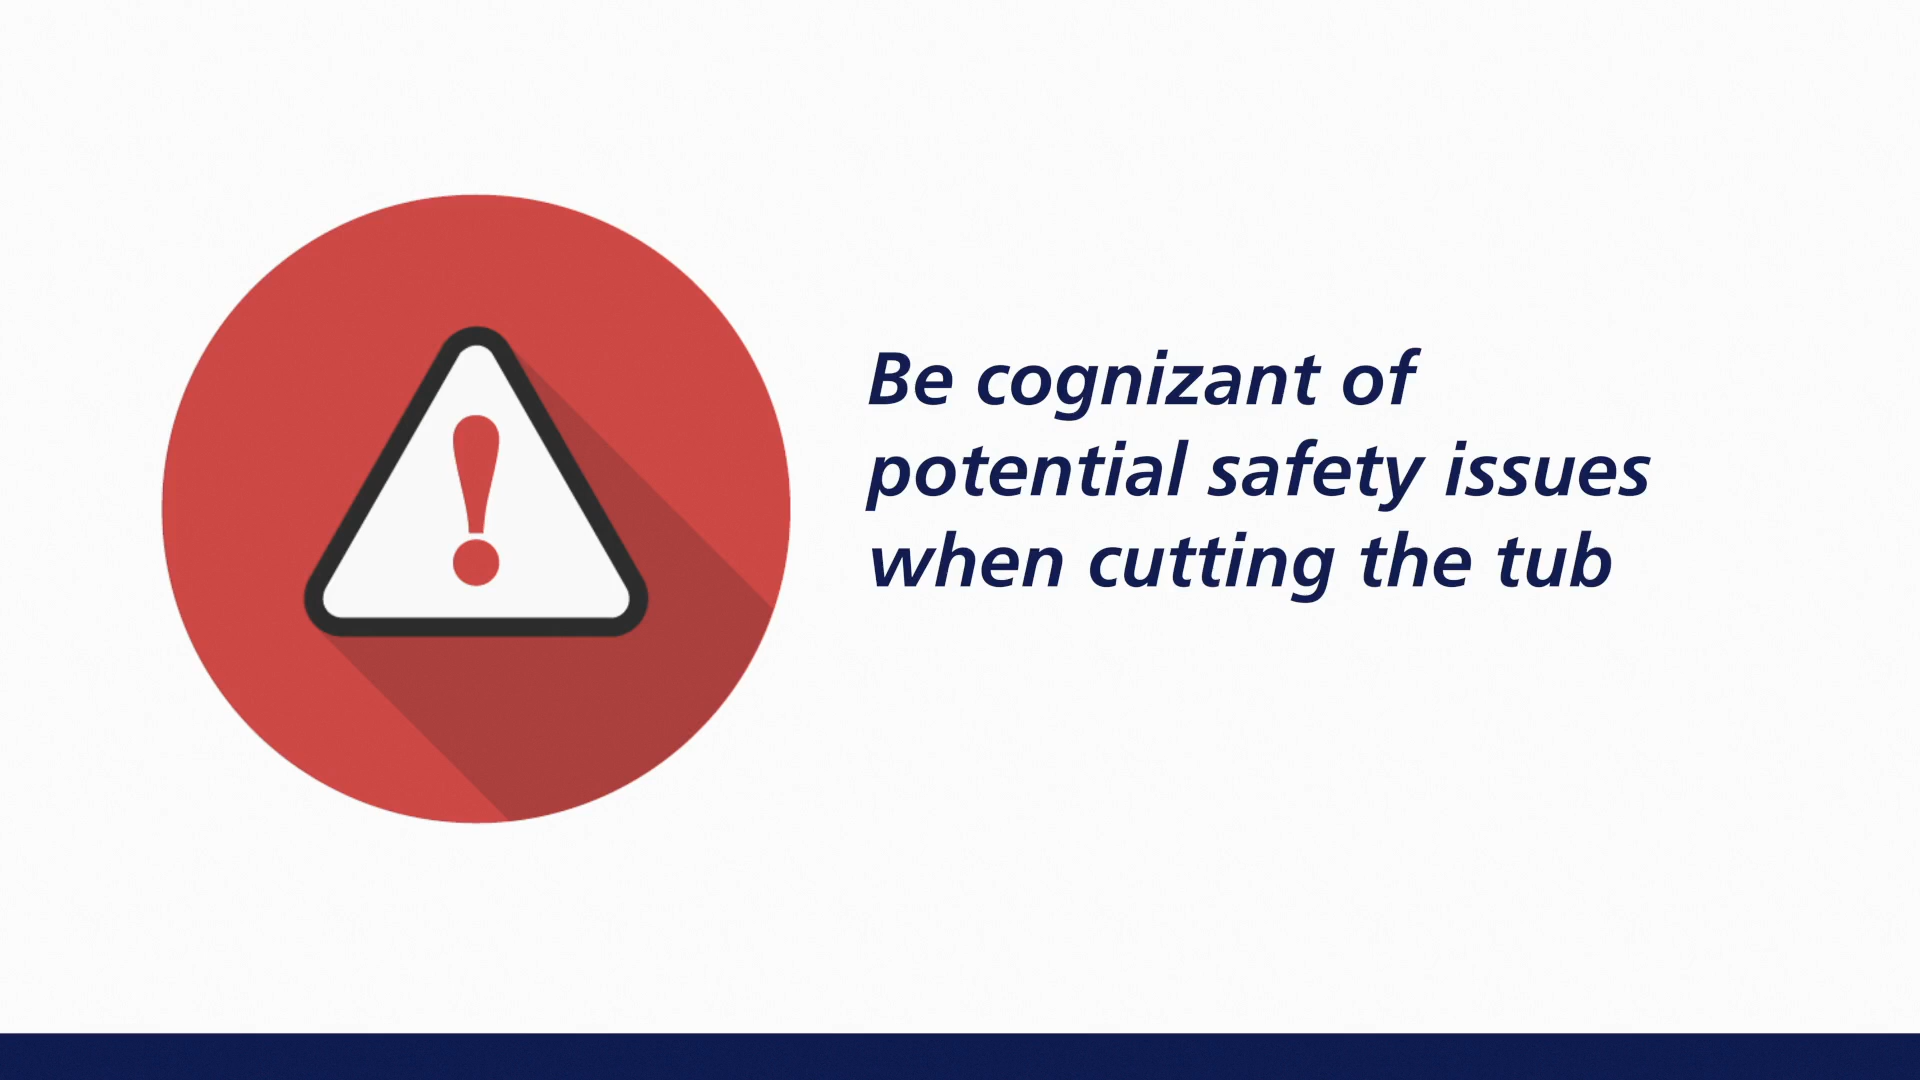 Be cognizant of
potential safety issues
when cutting the tub